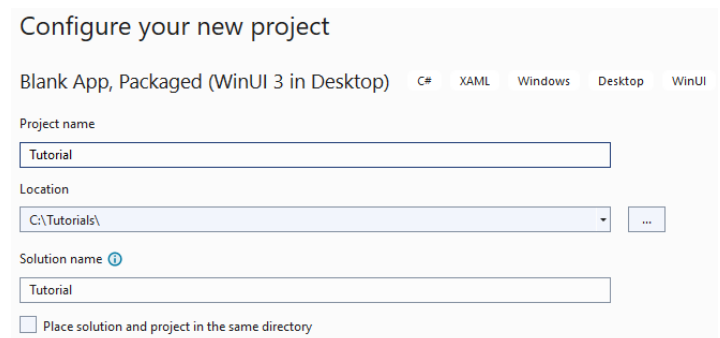 Configure your new project
Blank App, Packaged (WinUI 3 in Desktop) C# XAML Windows Desktop WinUI
Project name
Tutorial
Location
C:\Tutorials\
...
Solution name
Tutorial
Place solution and project in the same directory